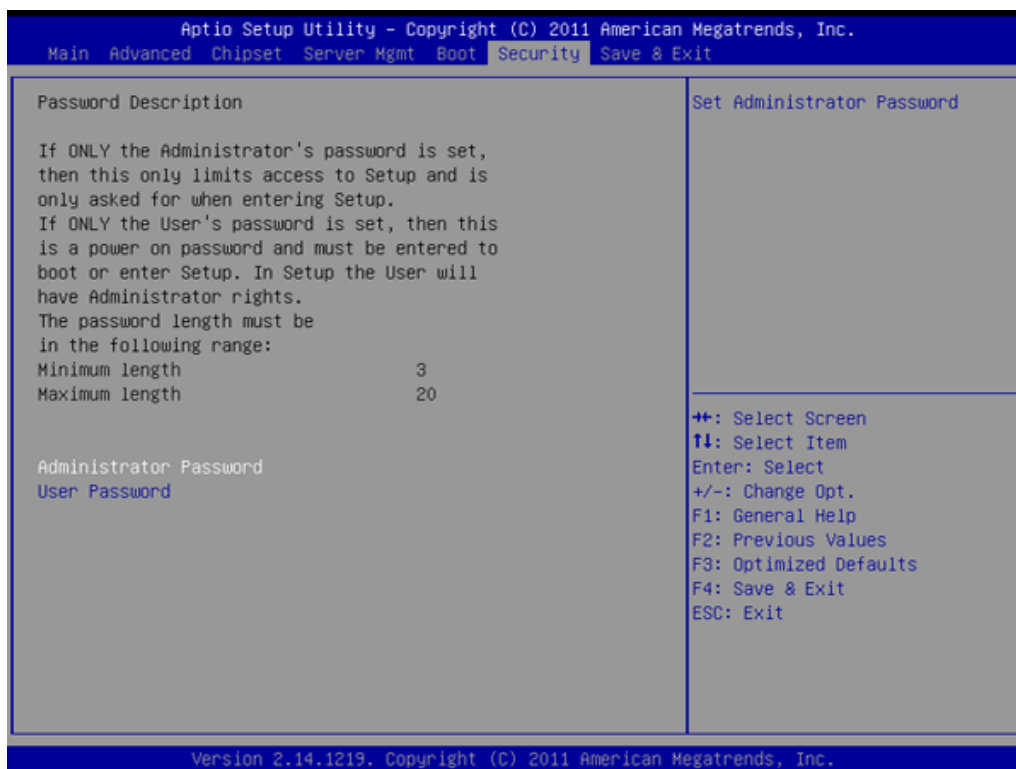 Aptio Setup Utility – Copyright (C) 2011 American Megatrends, Inc.
Main Advanced Chipset Server Mgmt Boot Security Save & Exit
Password Description
If ONLY the Administrator's password is set,
then this only limits access to Setup and is
only asked for when entering Setup.
If ONLY the User's password is set, then this
is a power on password and must be entered to
boot or enter Setup. In Setup the User will
have Administrator rights.
The password length must be
in the following range:
Minimum length 3
Maximum length 20
Administrator Password
User Password
Set Administrator Password
→←: Select Screen
↑↓: Select Item
Enter: Select
+/-: Change Opt.
F1: General Help
F2: Previous Values
F3: Optimized Defaults
F4: Save & Exit
ESC: Exit
Version 2.14.1219. Copyright (C) 2011 American Megatrends, Inc.